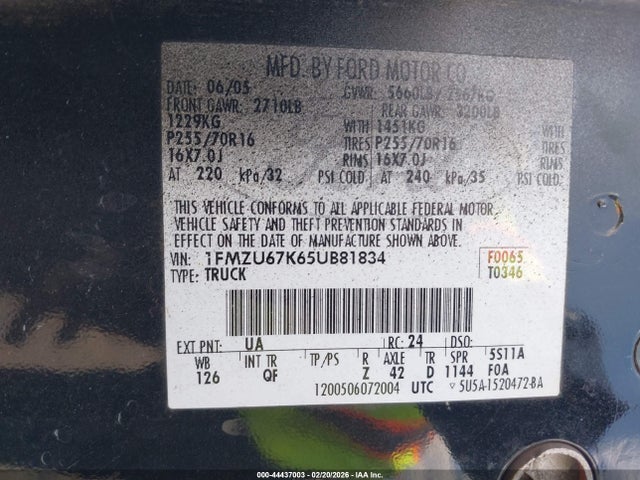 MFD. BY FORD MOTOR CO.
DATE: 06/05 GVWR: 5660LB/ 2567KG
FRONT GAWR: 2710LB REAR GAWR: 3200LB
1229KG WITH 1451KG WITH
P255/70R16 TIRES P255/70R16 TIRES
16X7.0J RIMS 16X7.0J RIMS
AT 220 kPa/32 PSI COLD AT 240 kPa/35 PSI COLD
THIS VEHICLE CONFORMS TO ALL APPLICABLE FEDERAL MOTOR
VEHICLE SAFETY AND THEFT PREVENTION STANDARDS IN
EFFECT ON THE DATE OF MANUFACTURE SHOWN ABOVE.
VIN: 1FMZU67K65UB81834 F0065
TYPE: TRUCK T0346
EXT PNT: UA RC: 24 DSO:
WB INT TR TP/PS R AXLE TR SPR 5S11A
126 QF Z 42 D 1144 FOA
1200506072004 UTC ▽5U5A-1520472-BA
000-44437003 - 02/20/2026 - IAA Inc.